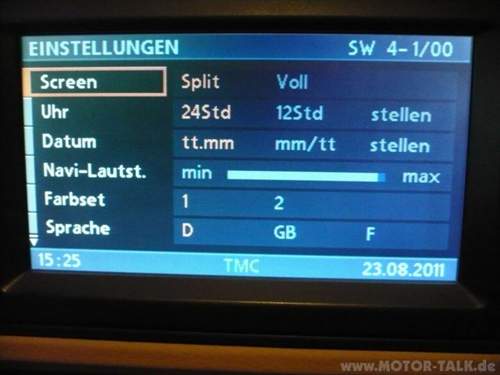 EINSTELLUNGEN SW 4-1/00
Screen Split Voll
Uhr 24Std 12Std stellen
Datum tt.mm mm/tt stellen
Navi-Lautst. min max
Farbset 1 2
Sprache D GB F
15:25 TMC 23.08.2011
www.MOTOR-TALK.de